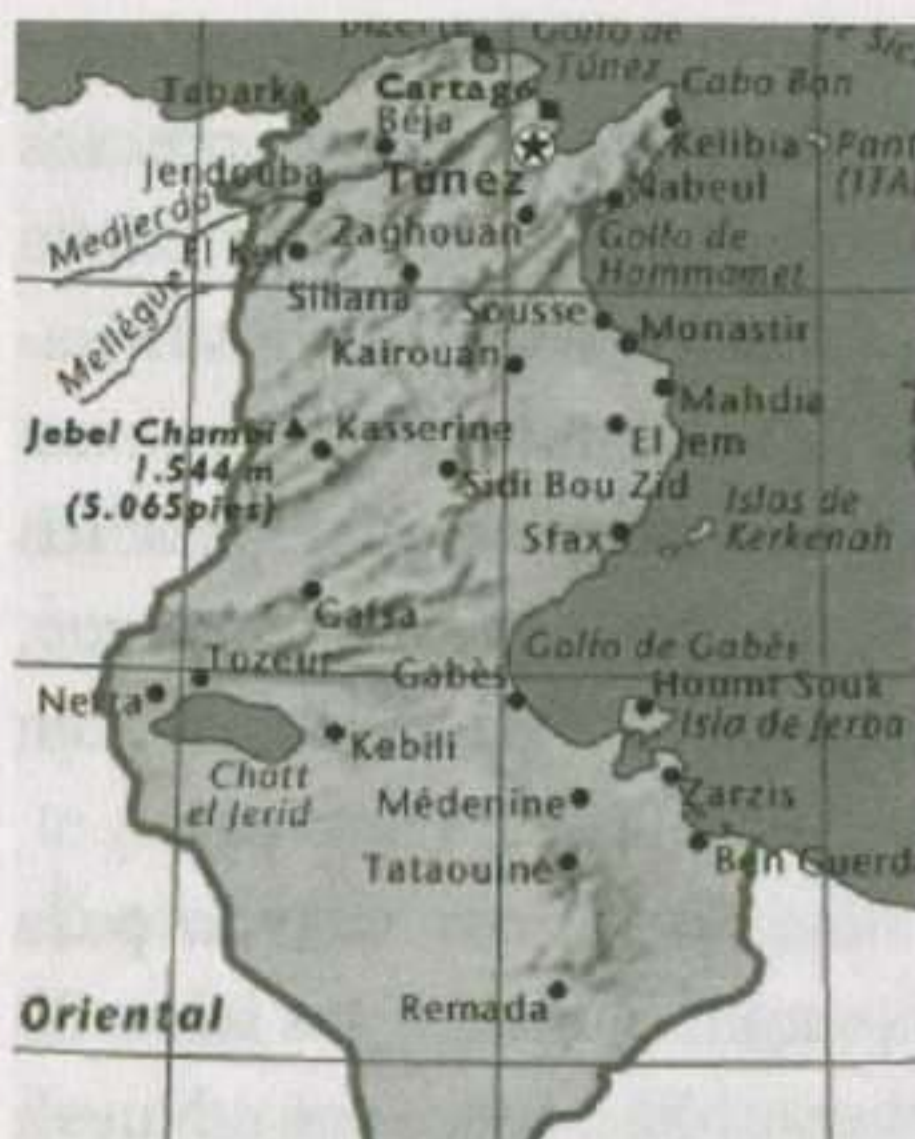 Golfo de
Túnez
Cabo Bon
Tabarka
Cartago
Béja
Kelibia
Jendouba
Túnez
Nabeul
(ITA
Medjerda
El Kef
Zaghouan
Golfo de
Hammamet
Siliana
Sousse
Mellègue
Monastir
Kairouan
Mahdia
Jebel Chambi
1.544 m
(5.065pies)
Kasserine
El Jem
Sidi Bou Zid
Islas de
Kerkenah
Sfax
Gafsa
Golfo de Gabès
Tozeur
Gabès
Houmt Souk
Nefta
Isla de Jerba
Kebili
Chott
el Jerid
Médenine
Zarzis
Tataouine
Ben Guerd
Remada
Oriental